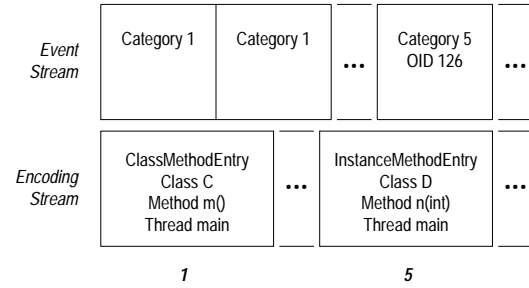 Event
Stream
Category 1
Category 1
...
Category 5
OID 126
...
Encoding
Stream
ClassMethodEntry
Class C
Method m()
Thread main
...
InstanceMethodEntry
Class D
Method n(int)
Thread main
...
1
5